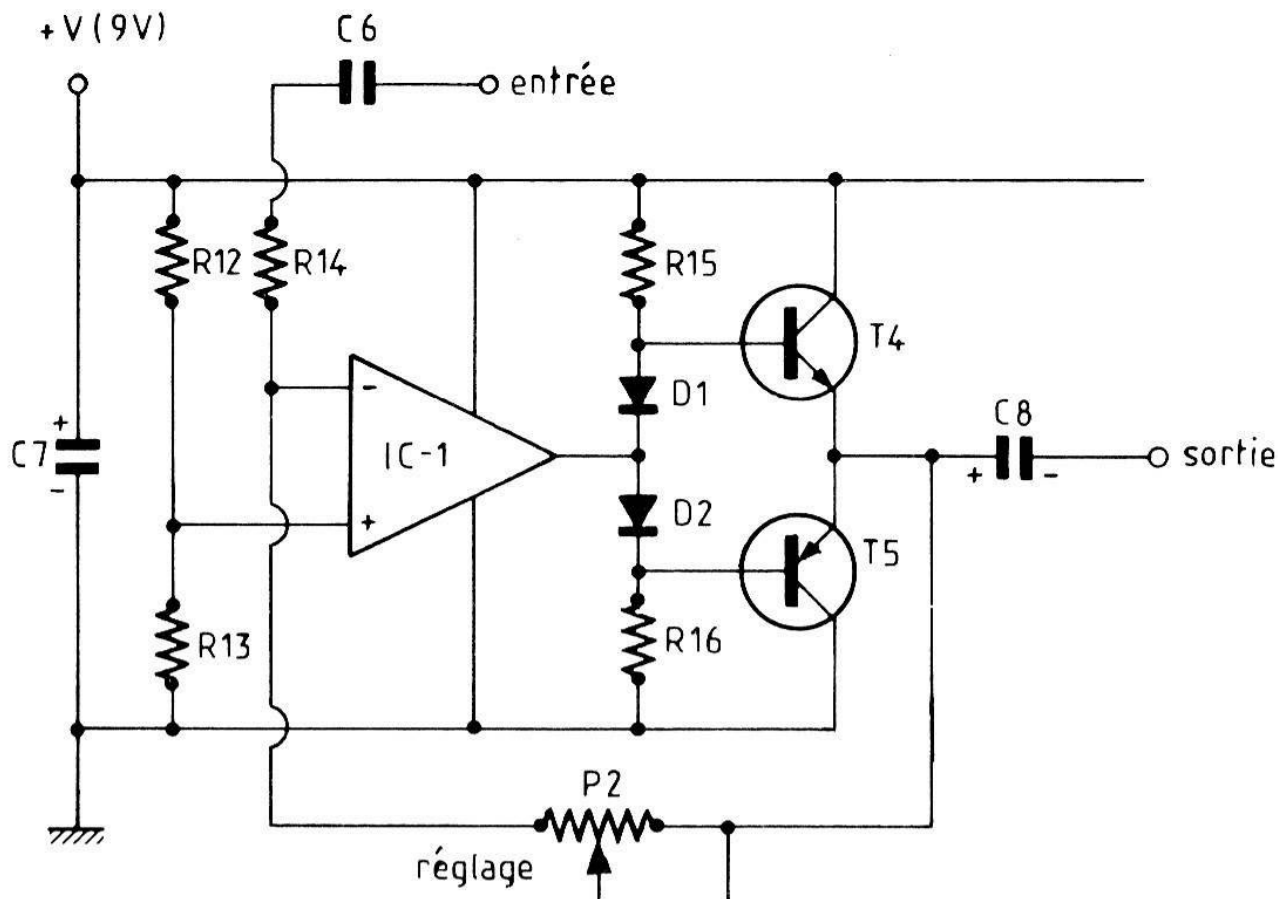 +V (9V)
C6
entrée
R12
R14
R15
T4
D1
C8
+
C7
-
-
IC-1
+
-
sortie
D2
+
T5
R13
R16
P2
réglage